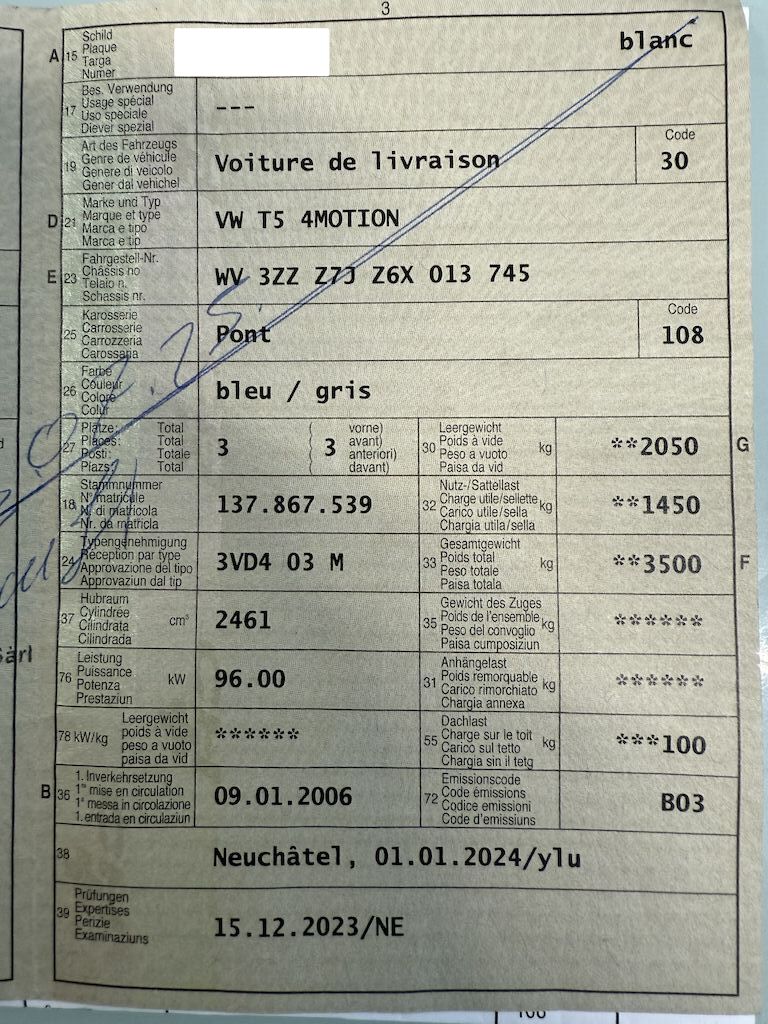 3
A 15 Schild
Plaque
Targa
Numer
blanc
17 Bes. Verwendung
Usage spécial
Uso speciale
Diever spezial
---
19 Art des Fahrzeugs
Genre de véhicule
Genere di veicolo
Gener dal vehichel
Voiture de livraison
Code
30
D 21 Marke und Typ
Marque et type
Marca e tipo
Marca e tip
VW T5 4MOTION
E 23 Fahrgestell-Nr.
Châssis no
Telaio n.
Schassis nr.
WV 3ZZ Z7J Z6X 013 745
25 Karosserie
Carrosserie
Carrozzeria
Carossaria
Pont
Code
108
26 Farbe
Couleur
Colore
Colur
bleu / gris
27 Plätze: Total
Places: Total
Posti: Totale
Plazs: Total
3
( 3 vorne)
( avant)
( anteriori)
( davant)
30 Leergewicht
Poids à vide
Peso a vuoto
Paisa da vid
kg
**2050
G
18 Stammnummer
N° matricule
N. di matricola
Nr. da matricla
137.867.539
32 Nutz-/Sattellast
Charge utile/sellette
Carico utile/sella
Chargia utila/sella
kg
**1450
24 Typengenehmigung
Réception par type
Approvazione del tipo
Approvaziun dal tip
3VD4 03 M
33 Gesamtgewicht
Poids total
Peso totale
Paisa totala
kg
**3500
F
37 Hubraum
Cylindrée
Cilindrata
Cilindrada
cm³
2461
35 Gewicht des Zuges
Poids de l'ensemble
Peso del convoglio
Paisa cumposiziun
kg
******
76 Leistung
Puissance
Potenza
Prestaziun
kW
96.00
31 Anhängelast
Poids remorquable
Carico rimorchiato
Chargia annexa
kg
******
78 kW/kg Leergewicht
poids à vide
peso a vuoto
paisa da vid
******
55 Dachlast
Charge sur le toit
Carico sul tetto
Chargia sin il tetg
kg
***100
B 36 1. Inverkehrsetzung
1re mise en circulation
1a messa in circolazione
1. entrada en circulaziun
09.01.2006
72 Emissionscode
Code émissions
Codice emissioni
Code d'emissiuns
B03
38
Neuchâtel, 01.01.2024/ylu
39 Prüfungen
Expertises
Perizie
Examinaziuns
15.12.2023/NE
Sàrl